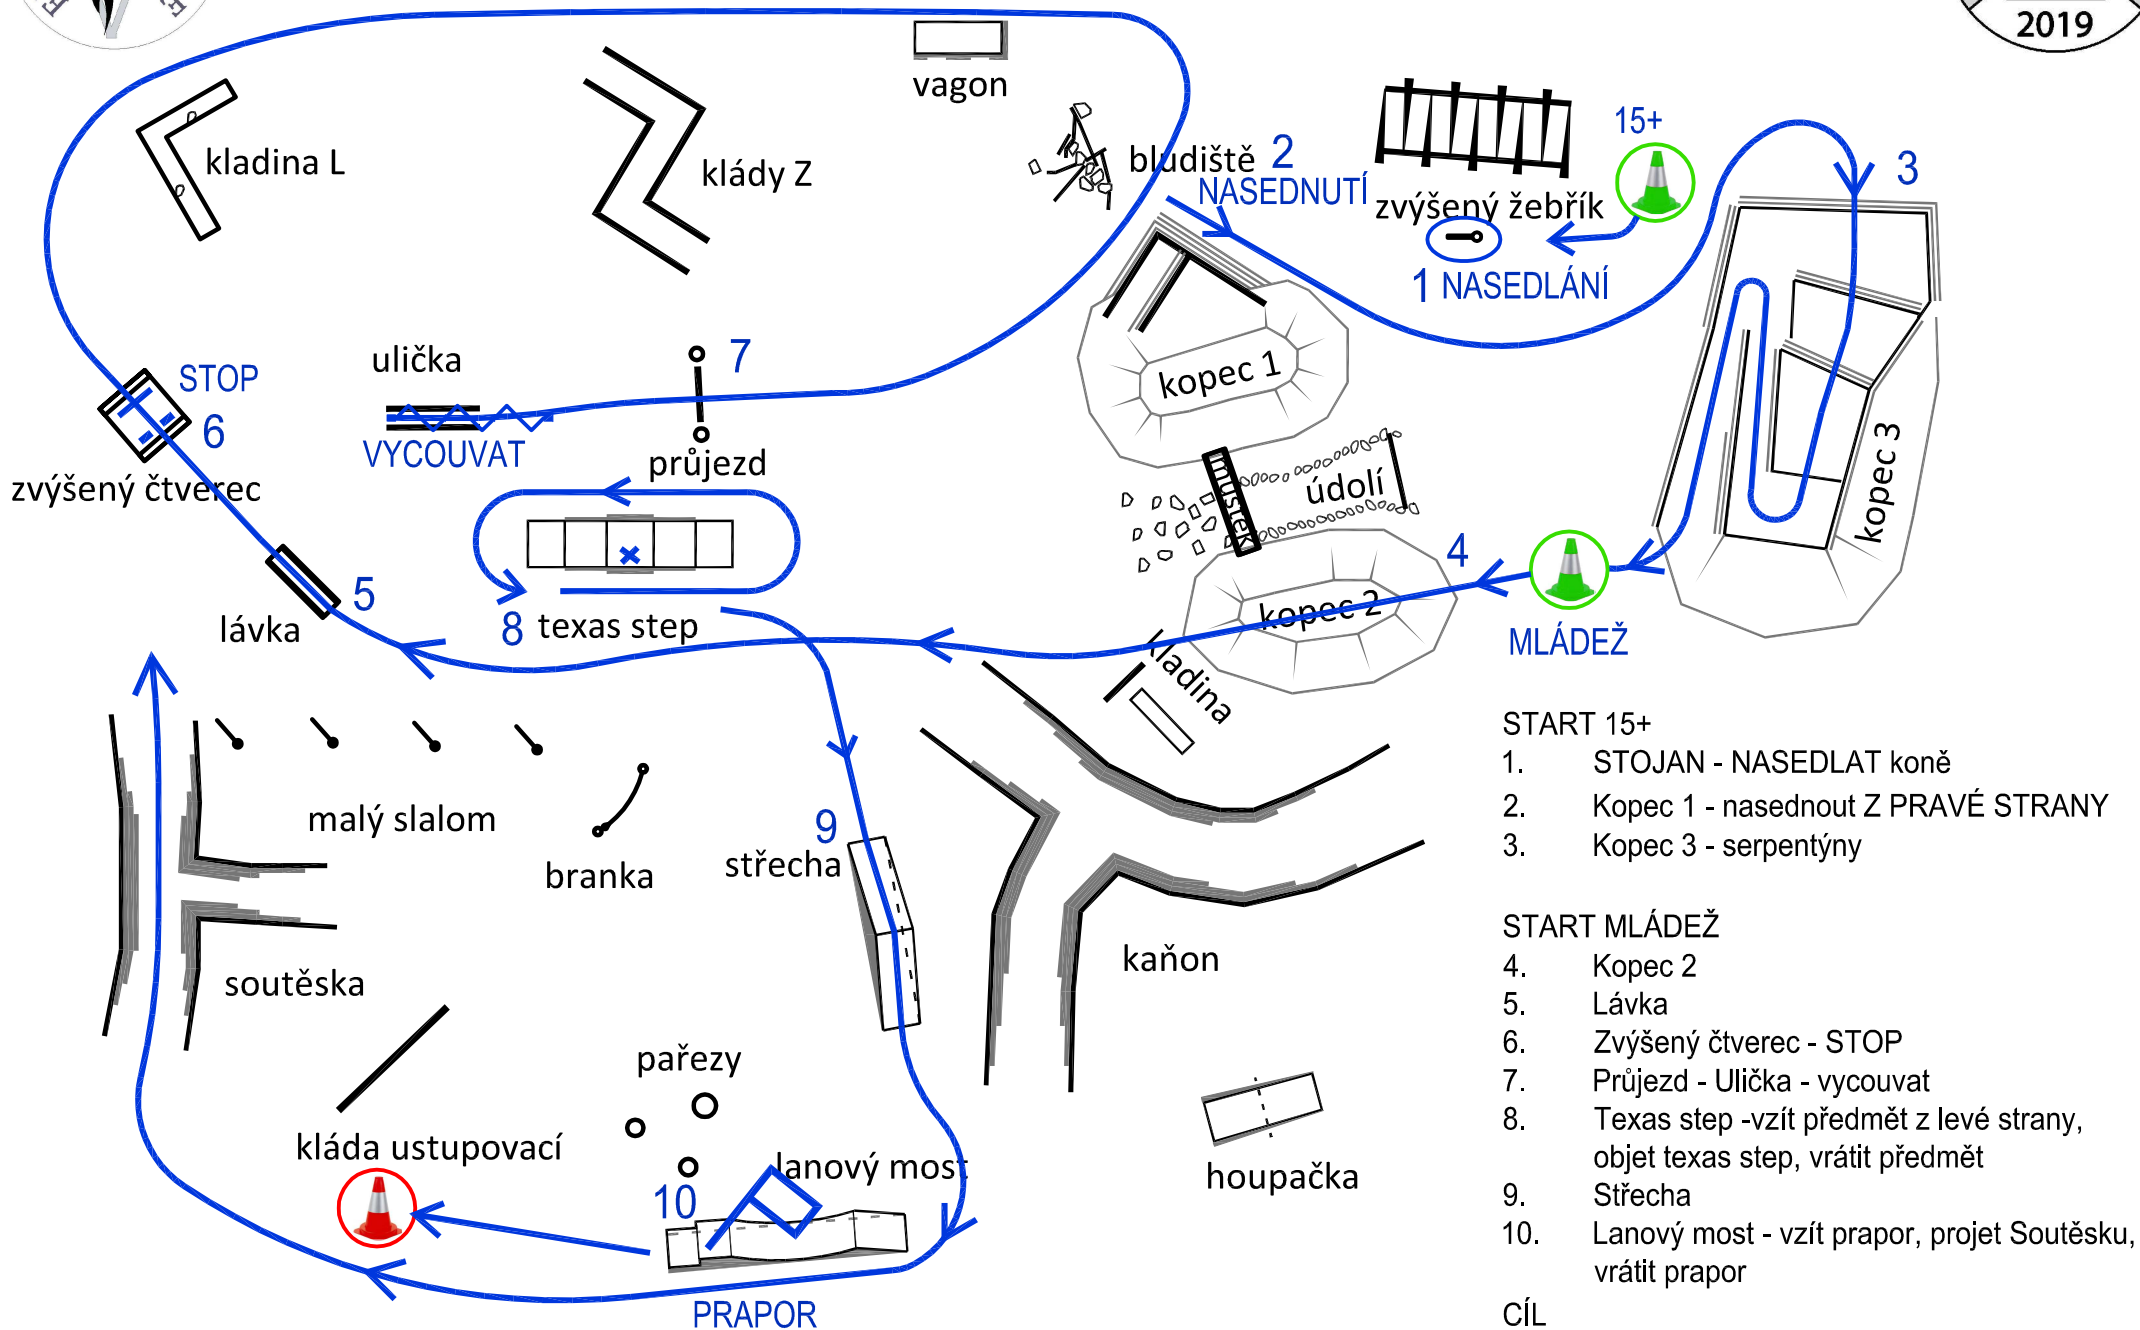 2019
vagon
15+
kladina L
klády Z
bludiště
2
NASEDNUTÍ
3
zvýšený žebřík
1 NASEDLÁNÍ
ulička
7
STOP
6
kopec 1
VYCOUVAT
průjezd
kopec 3
zvýšený čtverec
můstek
údolí
4
5
lávka
8
texas step
kopec 2
MLÁDEŽ
kladina
malý slalom
branka
9
střecha
soutěska
kaňon
pařezy
kláda ustupovací
lanový most
10
houpačka
PRAPOR
START 15+
1. STOJAN - NASEDLAT koně
2. Kopec 1 - nasednout Z PRAVÉ STRANY
3. Kopec 3 - serpentýny
START MLÁDEŽ
4. Kopec 2
5. Lávka
6. Zvýšený čtverec - STOP
7. Průjezd - Ulička - vycouvat
8. Texas step -vzít předmět z levé strany,
objet texas step, vrátit předmět
9. Střecha
10. Lanový most - vzít prapor, projet Soutěsku,
vrátit prapor
CÍL